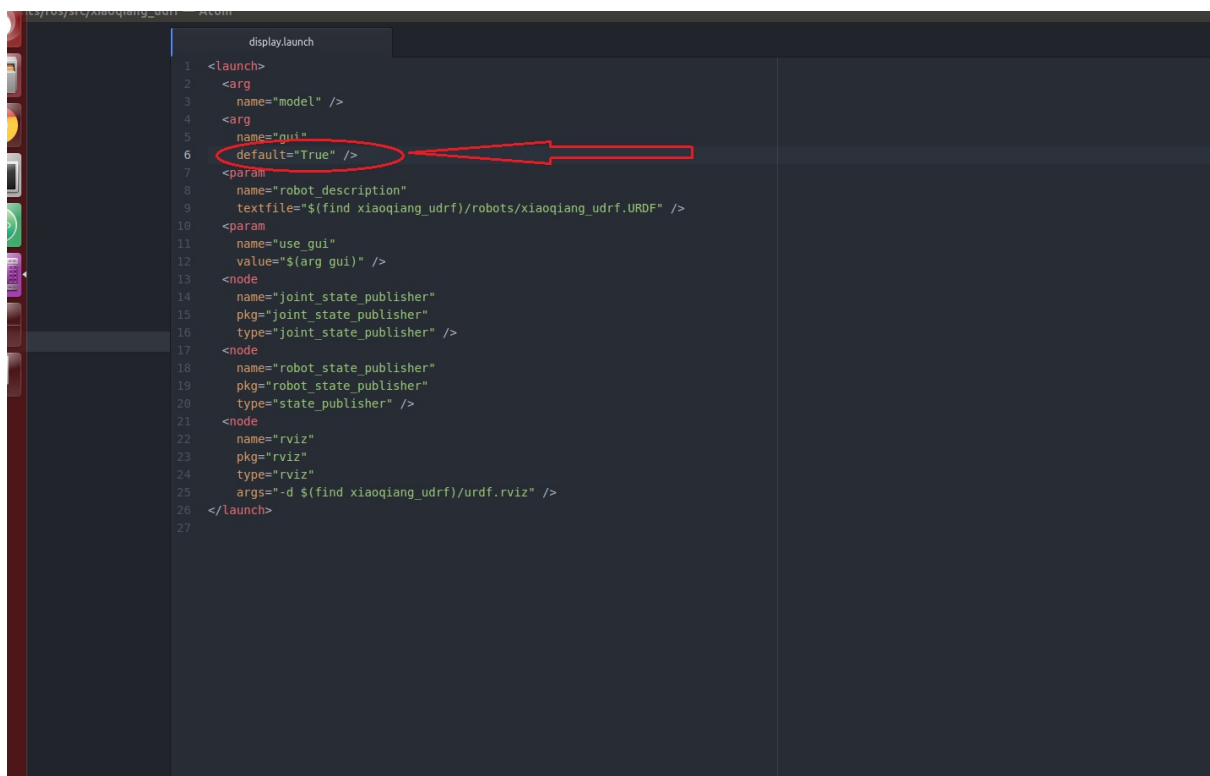 display.launch
1 <launch>
2 <arg
3 name="model" />
4 <arg
5 name="gui"
6 default="True" />
7 <param
8 name="robot_description"
9 textfile="$(find xiaoqiang_udrf)/robots/xiaoqiang_udrf.URDF" />
10 <param
11 name="use_gui"
12 value="$(arg gui)" />
13 <node
14 name="joint_state_publisher"
15 pkg="joint_state_publisher"
16 type="joint_state_publisher" />
17 <node
18 name="robot_state_publisher"
19 pkg="robot_state_publisher"
20 type="state_publisher" />
21 <node
22 name="rviz"
23 pkg="rviz"
24 type="rviz"
25 args="-d $(find xiaoqiang_udrf)/urdf.rviz" />
26 </launch>
27